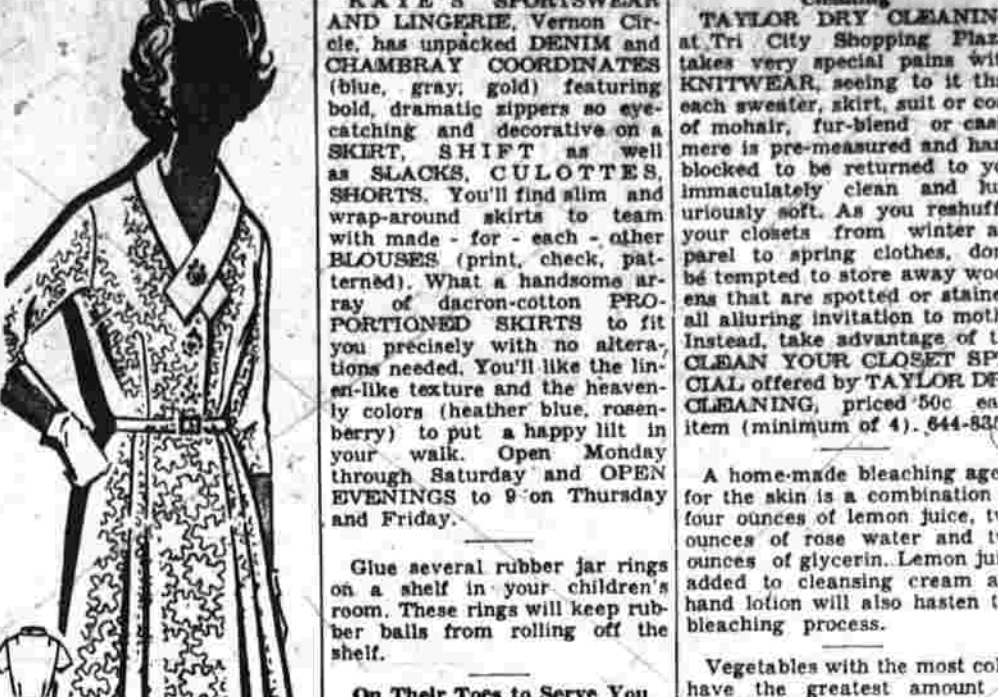 KAYE'S SPORTSWEAR
AND LINGERIE, Vernon Cir-
cle, has unpacked DENIM and
CHAMBRAY COORDINATES
(blue, gray, gold) featuring
bold, dramatic zippers so eye-
catching and decorative on a
SKIRT, SHIFT as well
as SLACKS, CULOTTES,
SHORTS. You'll find slim and
wrap-around skirts to team
with made - for - each - other
BLOUSES (print, check, pat-
terned). What a handsome ar-
ray of dacron-cotton PRO-
PORTIONED SKIRTS to fit
you precisely with no altera-
tions needed. You'll like the lin-
en-like texture and the heaven-
ly colors (heather blue, rosen-
berry) to put a happy lilt in
your walk. Open Monday
through Saturday and OPEN
EVENINGS to 9 on Thursday
and Friday.
Glue several rubber jar rings
on a shelf in your children's
room. These rings will keep rub-
ber balls from rolling off the
shelf.
On Their Toes to Serve You
Cleaning
TAYLOR DRY CLEANIN
at Tri City Shopping Plaz
takes very special pains wit
KNITWEAR, seeing to it th
each sweater, skirt, suit or co
of mohair, fur-blend or cas
mere is pre-measured and han
blocked to be returned to y
immaculately clean and lu
uriously soft. As you reshuff
your closets from winter a
parel to spring clothes, don
be tempted to store away woo
ens that are spotted or staine
all alluring invitation to moth
Instead, take advantage of t
CLEAN YOUR CLOSET SP
CIAL offered by TAYLOR D
CLEANING, priced 50c ea
item (minimum of 4). 644-83
A home-made bleaching age
for the skin is a combination
four ounces of lemon juice, t
ounces of rose water and t
ounces of glycerin. Lemon jui
added to cleansing cream a
hand lotion will also hasten t
bleaching process.
Vegetables with the most col
have the greatest amount